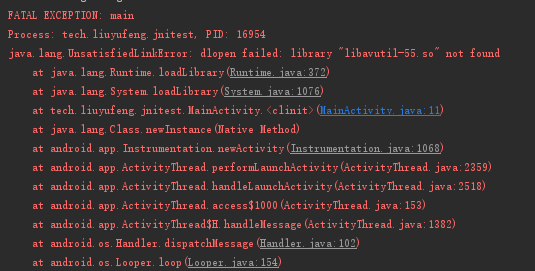 FATAL EXCEPTION: main
Process: tech.liuyufeng.jnitest, PID: 16954
java.lang.UnsatisfiedLinkError: dlopen failed: library "libavutil-55.so" not found
at java.lang.Runtime.loadLibrary(Runtime.java:372)
at java.lang.System.loadLibrary(System.java:1076)
at tech.liuyufeng.jnitest.MainActivity.<clinit>(MainActivity.java:11)
at java.lang.Class.newInstance(Native Method)
at android.app.Instrumentation.newActivity(Instrumentation.java:1068)
at android.app.ActivityThread.performLaunchActivity(ActivityThread.java:2359)
at android.app.ActivityThread.handleLaunchActivity(ActivityThread.java:2518)
at android.app.ActivityThread.access$1000(ActivityThread.java:153)
at android.app.ActivityThread$H.handleMessage(ActivityThread.java:1382)
at android.os.Handler.dispatchMessage(Handler.java:102)
at android.os.Looper.loop(Looper.java:154)